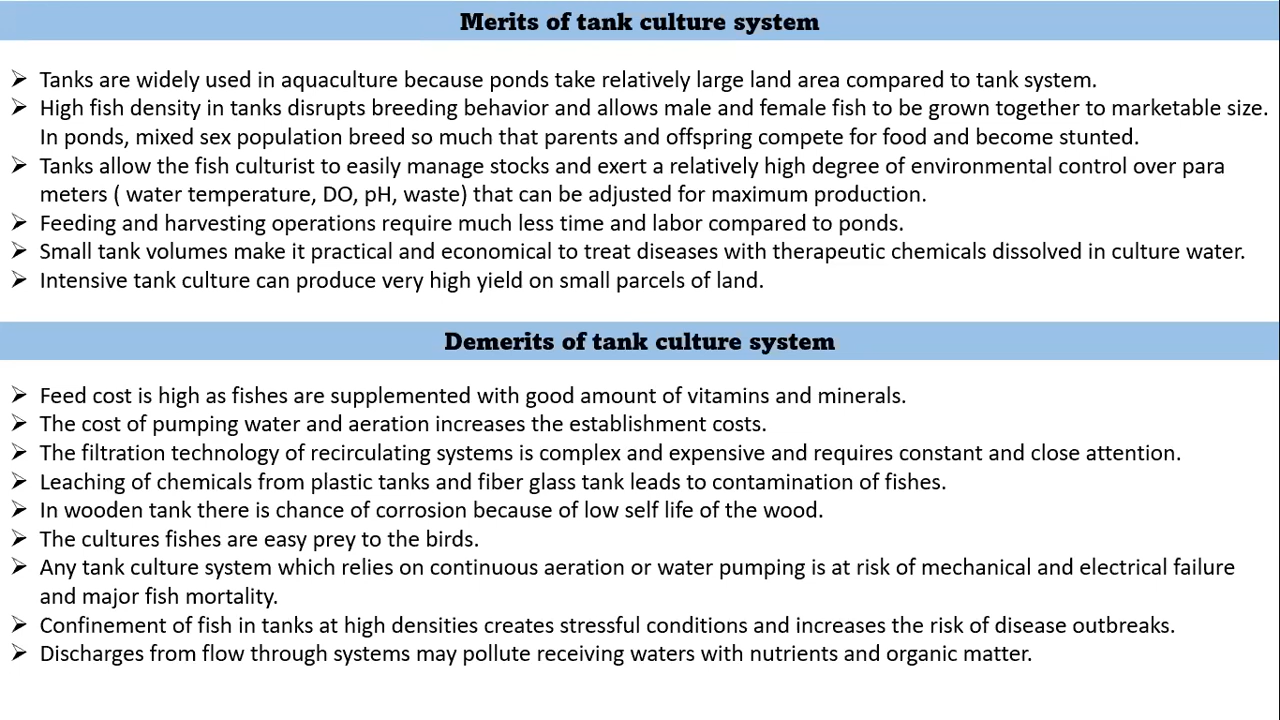 Merits of tank culture system
➢ Tanks are widely used in aquaculture because ponds take relatively large land area compared to tank system.
➢ High fish density in tanks disrupts breeding behavior and allows male and female fish to be grown together to marketable size.
In ponds, mixed sex population breed so much that parents and offspring compete for food and become stunted.
➢ Tanks allow the fish culturist to easily manage stocks and exert a relatively high degree of environmental control over para
meters ( water temperature, DO, pH, waste) that can be adjusted for maximum production.
➢ Feeding and harvesting operations require much less time and labor compared to ponds.
➢ Small tank volumes make it practical and economical to treat diseases with therapeutic chemicals dissolved in culture water.
➢ Intensive tank culture can produce very high yield on small parcels of land.
Demerits of tank culture system
➢ Feed cost is high as fishes are supplemented with good amount of vitamins and minerals.
➢ The cost of pumping water and aeration increases the establishment costs.
➢ The filtration technology of recirculating systems is complex and expensive and requires constant and close attention.
➢ Leaching of chemicals from plastic tanks and fiber glass tank leads to contamination of fishes.
➢ In wooden tank there is chance of corrosion because of low self life of the wood.
➢ The cultures fishes are easy prey to the birds.
➢ Any tank culture system which relies on continuous aeration or water pumping is at risk of mechanical and electrical failure
and major fish mortality.
➢ Confinement of fish in tanks at high densities creates stressful conditions and increases the risk of disease outbreaks.
➢ Discharges from flow through systems may pollute receiving waters with nutrients and organic matter.